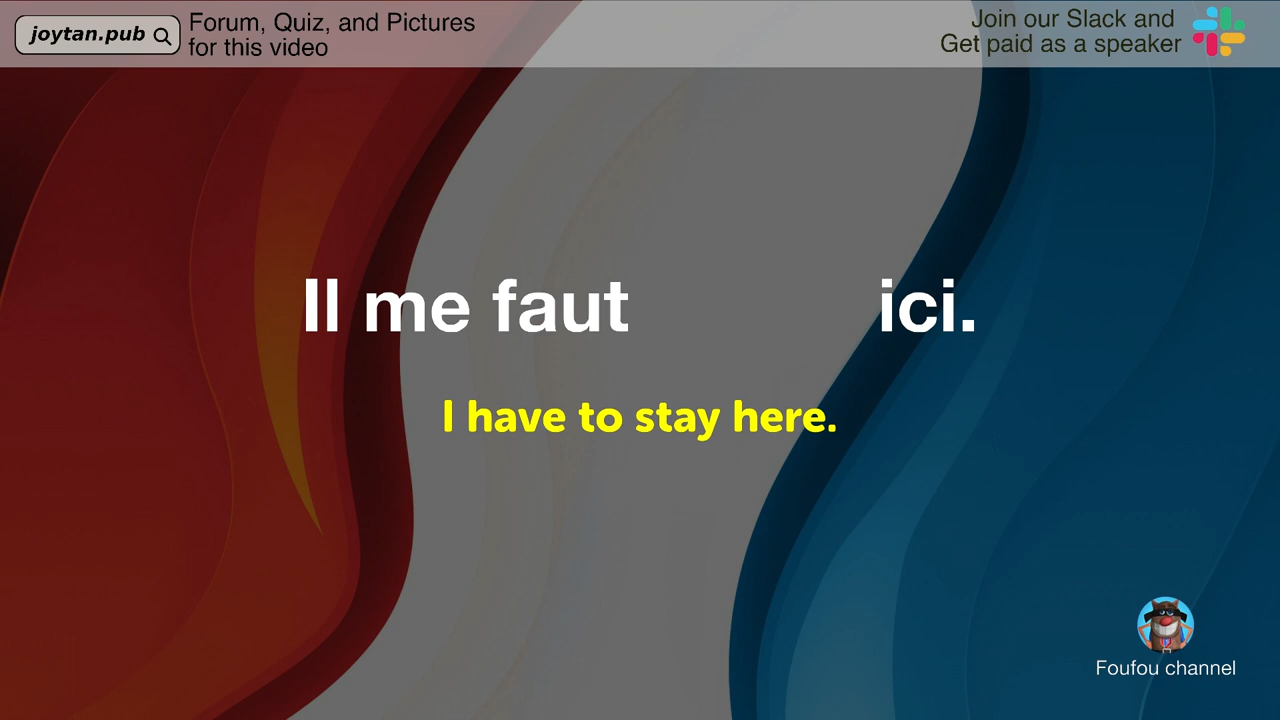 joytan.pub
Forum, Quiz, and Pictures
for this video
Join our Slack and
Get paid as a speaker
Il me faut ici.
I have to stay here.
Foufou channel